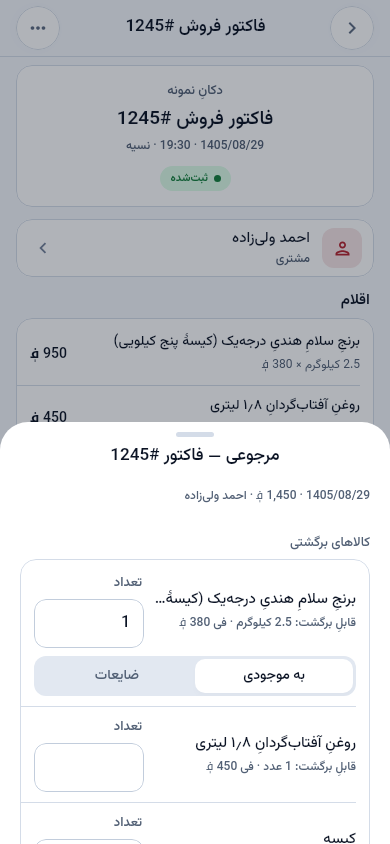 فاکتور فروش #1245
دکانِ نمونه
فاکتور فروش #1245
1405/08/29 · 19:30 · نسیه
ثبت‌شده
احمد ولی‌زاده
مشتری
اقلام
برنجِ سلامِ هندیِ درجه‌یک (کیسهٔ پنج کیلویی)
950 ؋
2.5 کیلوگرم × 380 ؋
روغنِ آفتاب‌گردانِ ۱٫۸ لیتری
450 ؋
مرجوعی — فاکتور #1245
1405/08/29 · 1,450 ؋ · احمد ولی‌زاده
کالاهای برگشتی
برنجِ سلامِ هندیِ درجه‌یک (کیسهٔ…
قابلِ برگشت: 2.5 کیلوگرم · فی 380 ؋
تعداد
1
به موجودی
ضایعات
روغنِ آفتاب‌گردانِ ۱٫۸ لیتری
قابلِ برگشت: 1 عدد · فی 450 ؋
تعداد
تعداد
کیسه